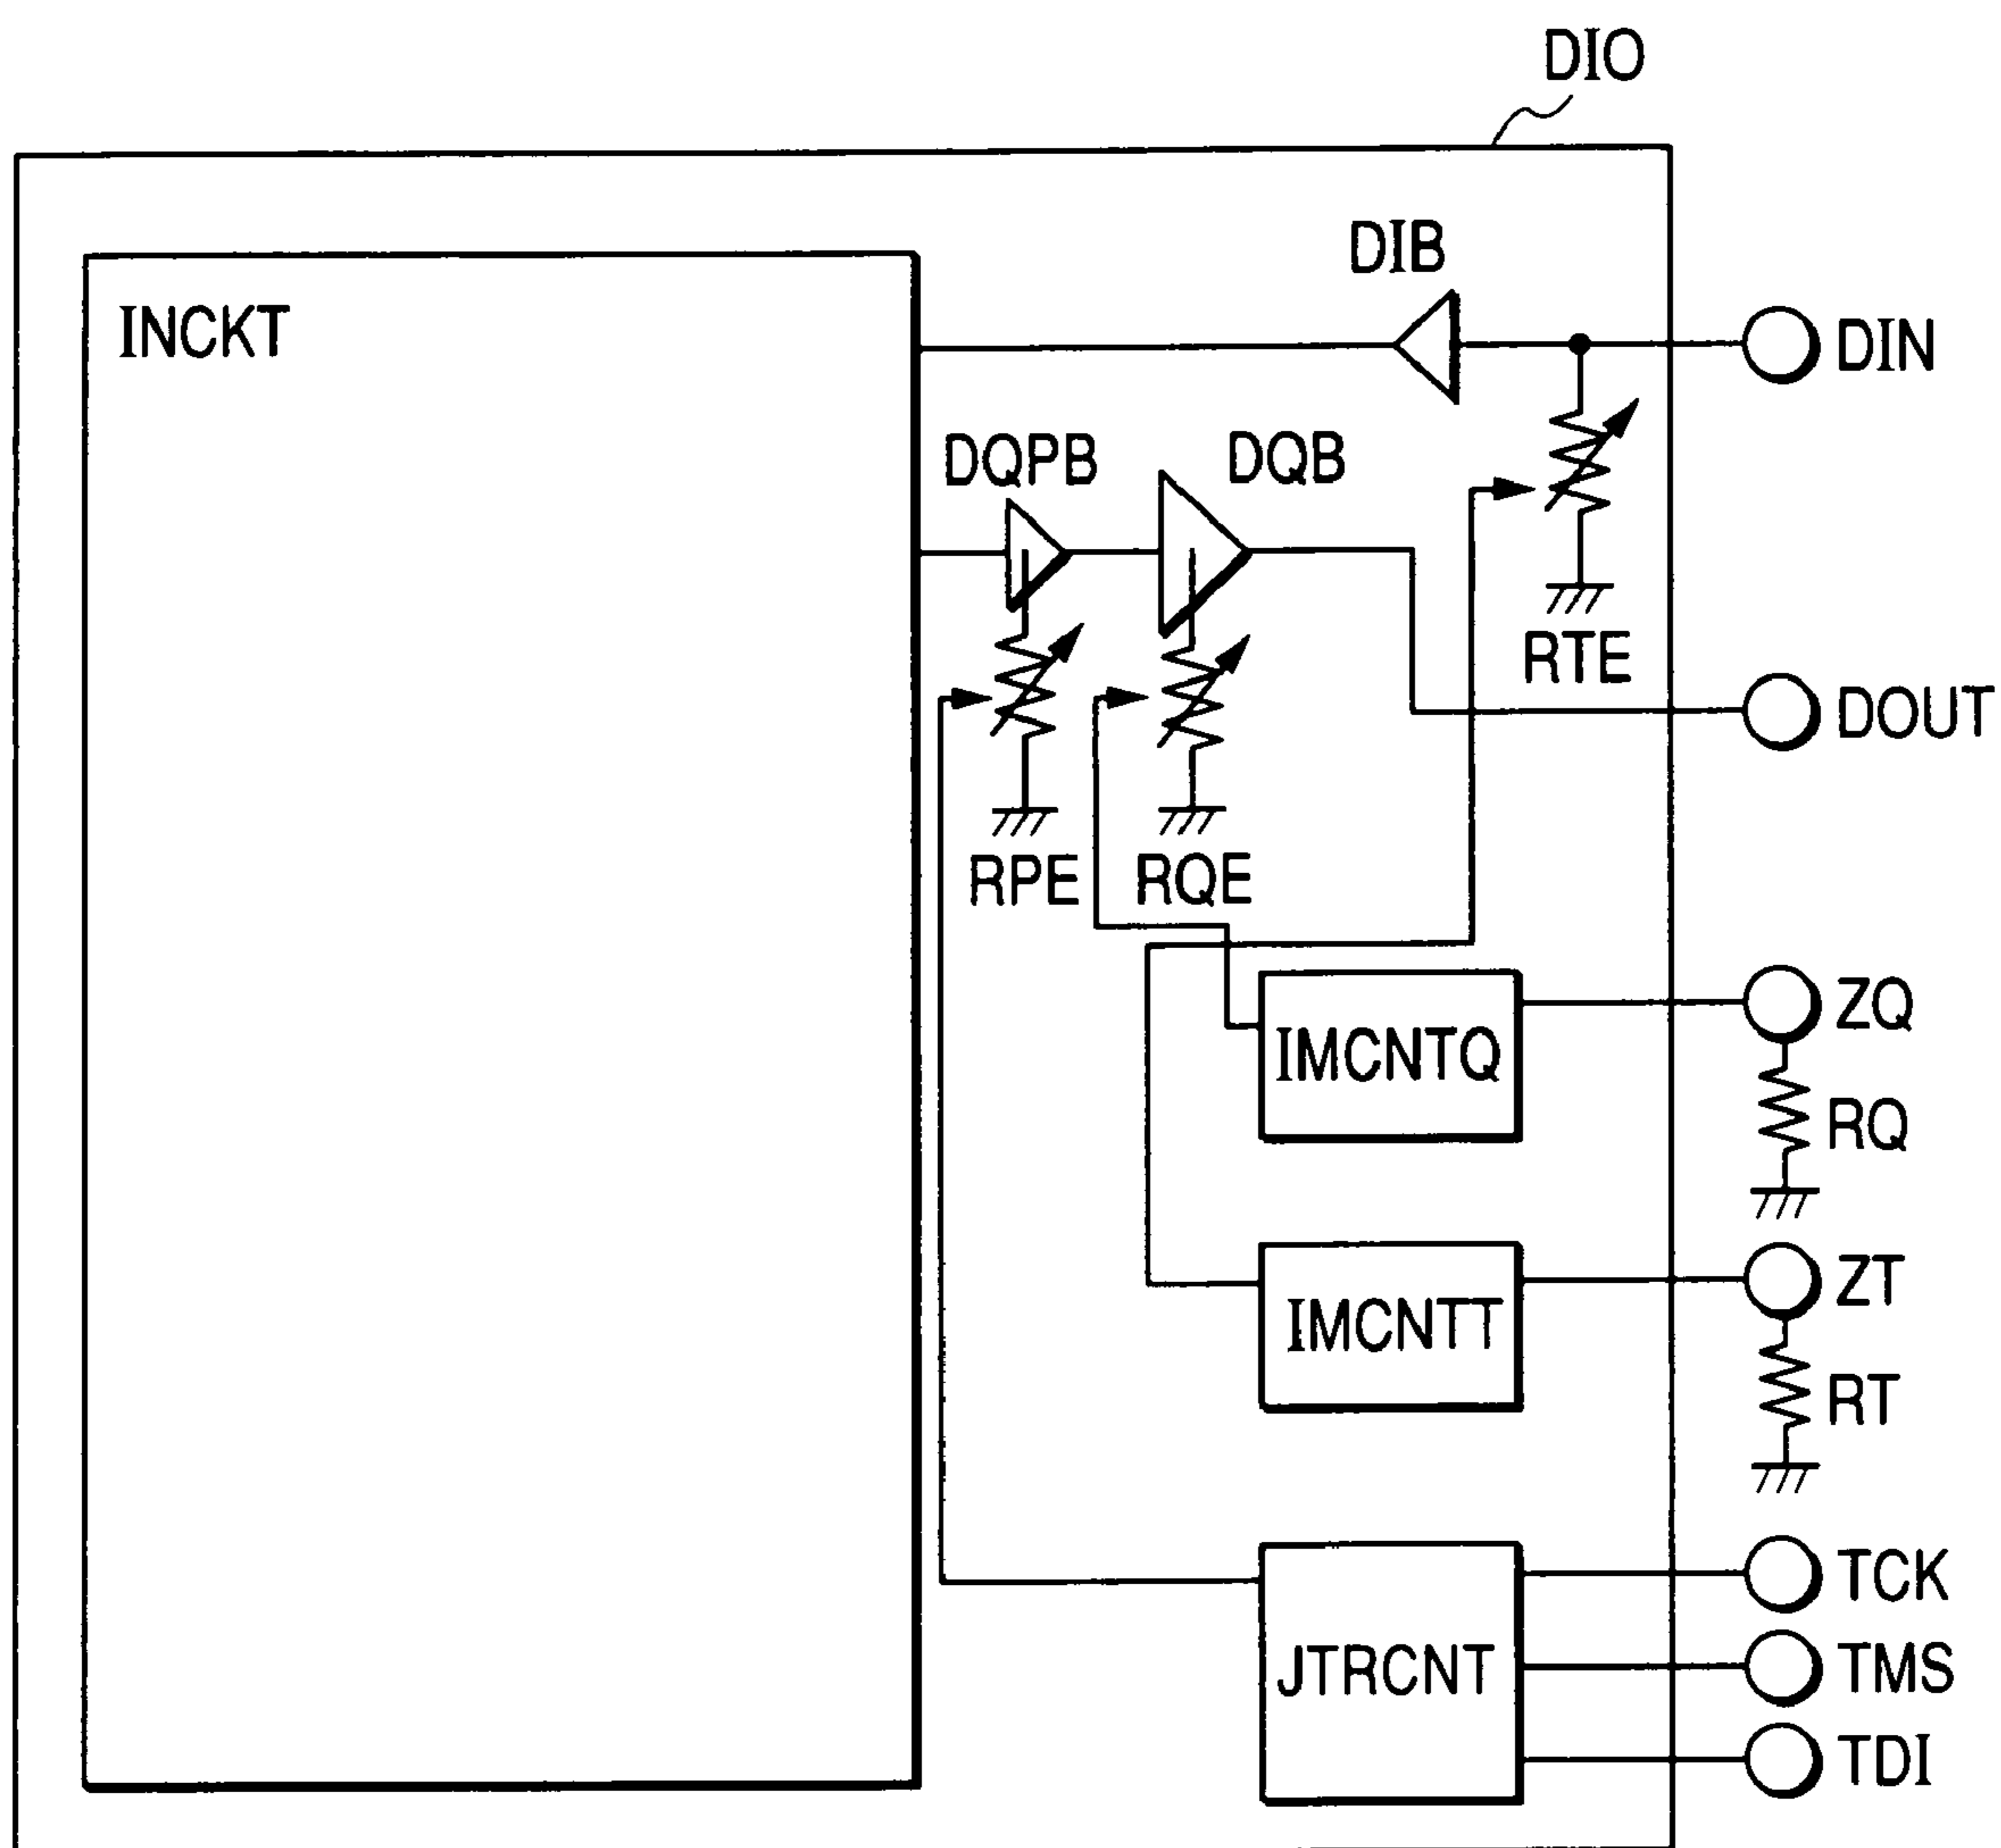 DIO
DIB
INCKT
DIN
DQPB
DQB
RTE
DOUT
RPE
RQE
ZQ
IMCNTQ
RQ
ZT
IMCNTT
RT
TCK
JTRCNT
TMS
TDI